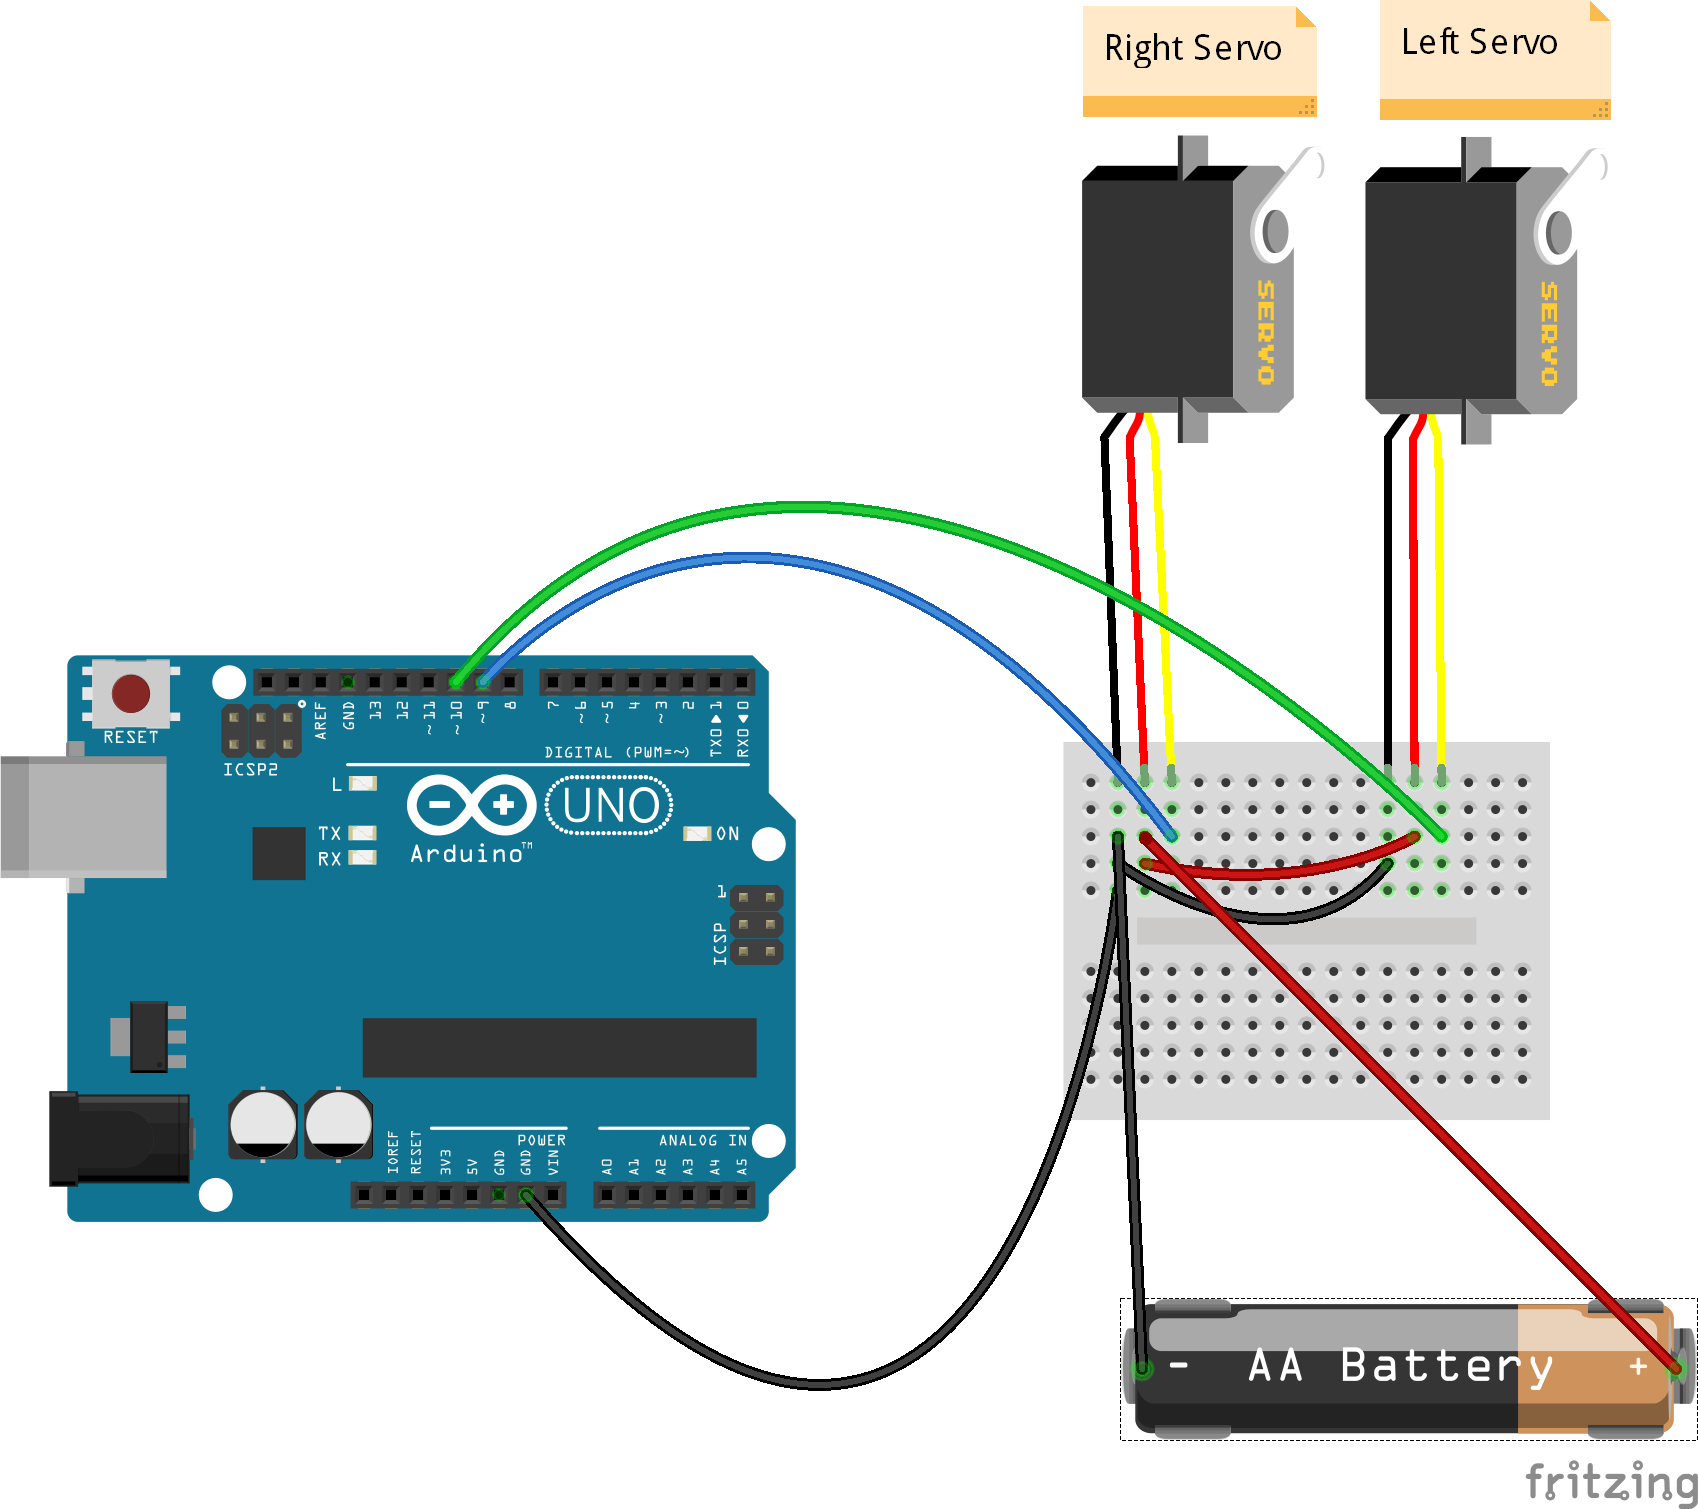 Right Servo
Left Servo
SERVO
SERVO
RESET
ICSP2
AREF
GND
13
12
~11
~10
~9
8
7
~6
~5
4
~3
2
TX0▶1
RX0◀0
DIGITAL (PWM=~)
L
TX
RX
UNO
Arduino™
ON
1
ICSP
IOREF
RESET
3V3
5V
GND
GND
VIN
POWER
A0
A1
A2
A3
A4
A5
ANALOG IN
- AA Battery +
fritzing